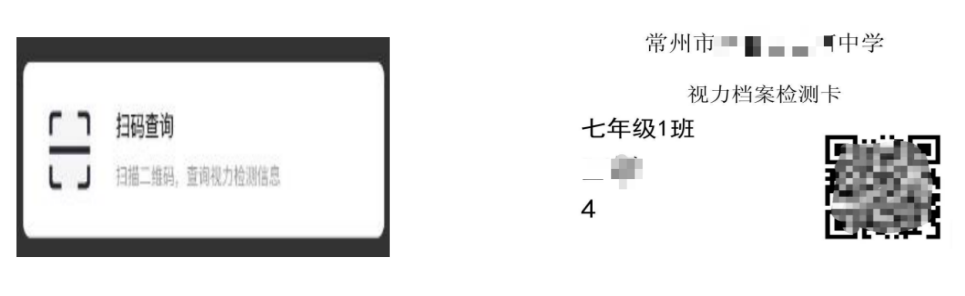 扫码查询
扫描二维码，查询视力检测信息
常州市 中学
视力档案检测卡
七年级1班
4